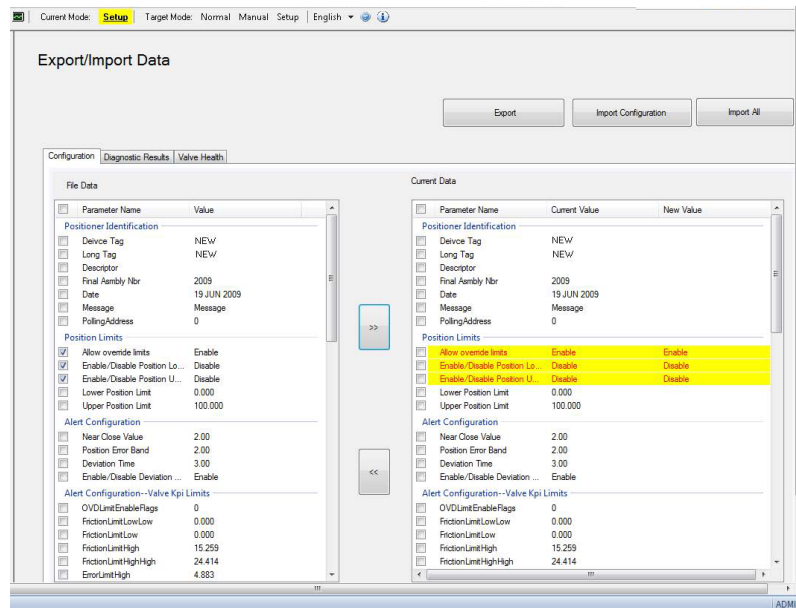 Current Mode: Setup Target Mode: Normal Manual Setup English
Export/Import Data
Export Import Configuration Import All
Configuration Diagnostic Results Valve Health
File Data
Parameter Name Value
Positioner Identification
Deivce Tag NEW
Long Tag NEW
Descriptor
Final Asmbly Nbr 2009
Date 19 JUN 2009
Message Message
PollingAddress 0
Position Limits
Allow override limits Enable
Enable/Disable Position Lo... Disable
Enable/Disable Position U... Disable
Lower Position Limit 0.000
Upper Position Limit 100.000
Alert Configuration
Near Close Value 2.00
Position Error Band 2.00
Deviation Time 3.00
Enable/Disable Deviation ... Enable
Alert Configuration--Valve Kpi Limits
OVDLimitEnableFlags 0
FrictionLimitLowLow 0.000
FrictionLimitLow 0.000
FrictionLimitHigh 15.259
FrictionLimitHighHigh 24.414
ErrorLimitHigh 4.883
>>
<<
Current Data
Parameter Name Current Value New Value
Positioner Identification
Deivce Tag NEW
Long Tag NEW
Descriptor
Final Asmbly Nbr 2009
Date 19 JUN 2009
Message Message
PollingAddress 0
Position Limits
Allow override limits Enable Enable
Enable/Disable Position Lo... Disable Disable
Enable/Disable Position U... Disable Disable
Lower Position Limit 0.000
Upper Position Limit 100.000
Alert Configuration
Near Close Value 2.00
Position Error Band 2.00
Deviation Time 3.00
Enable/Disable Deviation ... Enable
Alert Configuration--Valve Kpi Limits
OVDLimitEnableFlags 0
FrictionLimitLowLow 0.000
FrictionLimitLow 0.000
FrictionLimitHigh 15.259
FrictionLimitHighHigh 24.414
ADMI